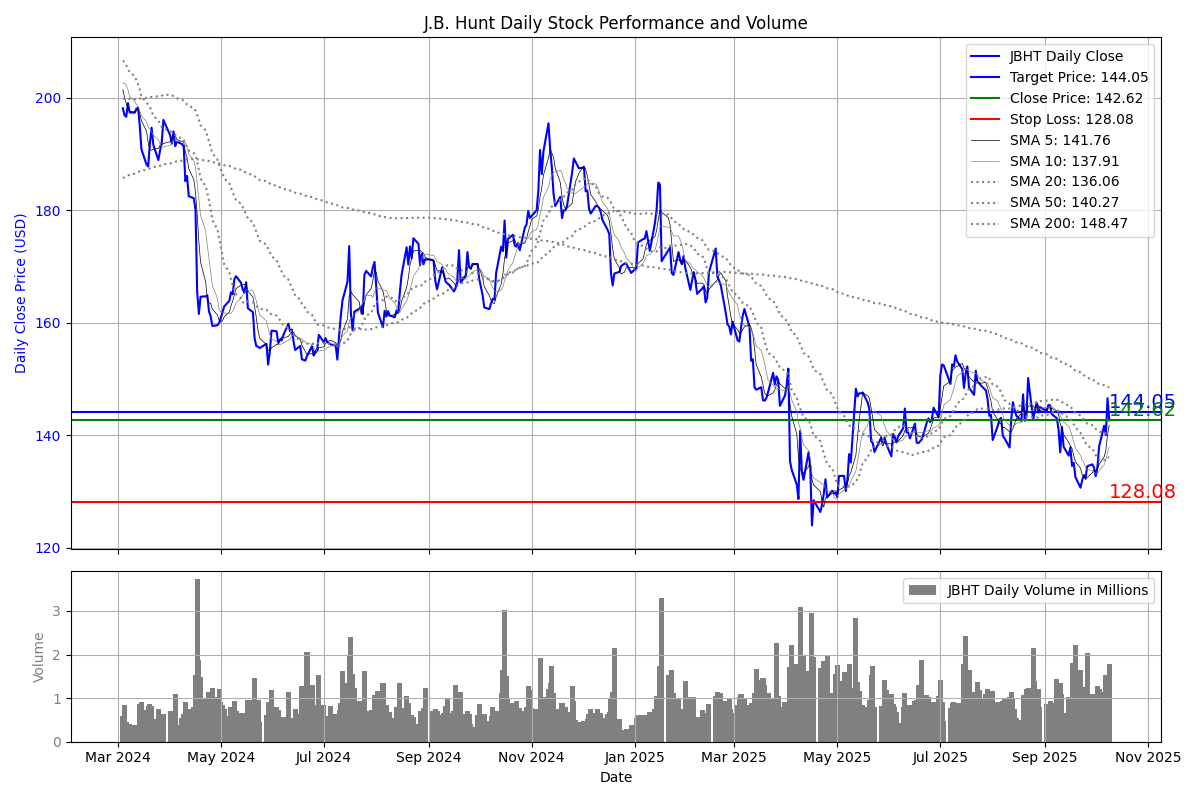 J.B. Hunt Daily Stock Performance and Volume
Daily Close Price (USD)
200
180
160
140
120
JBHT Daily Close
Target Price: 144.05
Close Price: 142.62
Stop Loss: 128.08
SMA 5: 141.76
SMA 10: 137.91
SMA 20: 136.06
SMA 50: 140.27
SMA 200: 148.47
144.05
142.62
128.08
Volume
3
2
1
0
JBHT Daily Volume in Millions
Mar 2024 May 2024 Jul 2024 Sep 2024 Nov 2024 Jan 2025 Mar 2025 May 2025 Jul 2025 Sep 2025 Nov 2025
Date